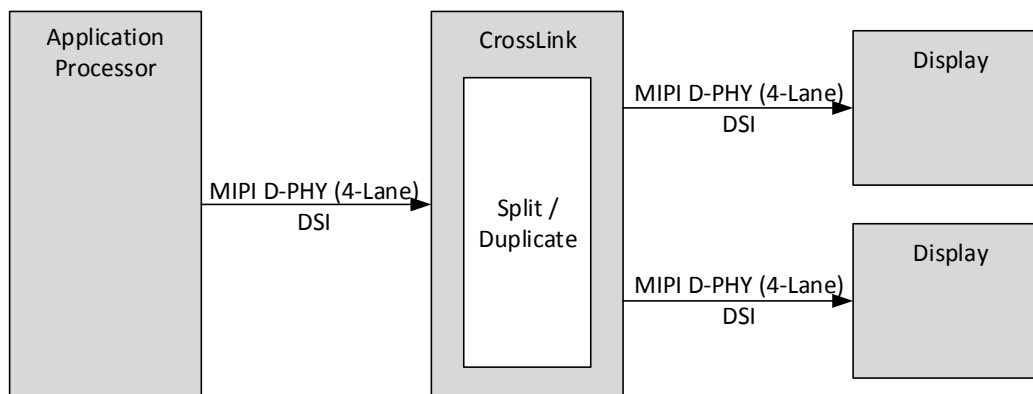 Application
Processor
MIPI D-PHY (4-Lane)
DSI
CrossLink
Split /
Duplicate
MIPI D-PHY (4-Lane)
DSI
Display
MIPI D-PHY (4-Lane)
DSI
Display